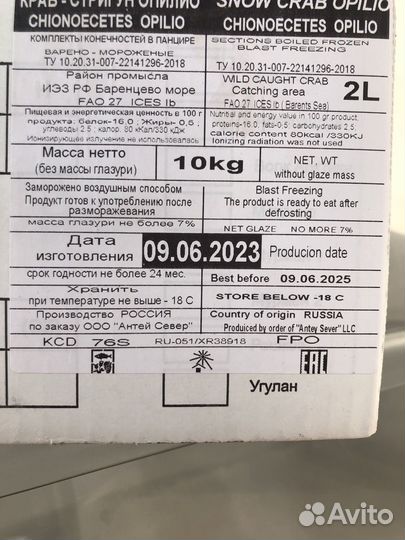 КРАБ - СТРИГУН ОПИЛИО
CHIONOECETES OPILIO
КОМПЛЕКТЫ КОНЕЧНОСТЕЙ В ПАНЦИРЕ
ВАРЕНО - МОРОЖЕНЫЕ
ТУ 10.20.31-007-22141296-2018
Район промысла
ИЭЗ РФ Баренцево море
FAO 27 ICES Ib
Пищевая и энергетическая ценность в 100 г
продукта: белок-16,0 ; Жиры- 0,5 ;
углеводы 2.5 ; калор. 80 кКал/330 кДж
Ионизирующее излучение не использовалось
SNOW CRAB OPILIO
CHIONOECETES OPILIO
SECTIONS BOILED FROZEN
BLAST FREEZING
ТУ 10.20.31-007-22141296-2018
WILD CAUGHT CRAB
Catching area
2L
FAO 27 ICES Ib ( Barents Sea)
Nutritional and energy value in 100 gr product:
proteins-16.0, fats-0,5; carbohydrates 2,5;
calorie content 80kcal /330KJ
Ionizing radiation was not used
Масса нетто
(без массы глазури)
10kg
NET, WT
without glaze mass
Заморожено воздушным способом
Продукт готов к употреблению после
размораживания
масса глазури не более 7%
Blast Freezing
The product is ready to eat after
defrosting
NET GLAZE NO MORE 7%
Дата
изготовления
09.06.2023
Producion date
срок годности не более 24 мес.
Best before 09.06.2025
Хранить
при температуре не выше - 18 С
STORE BELOW -18 C
Производство РОССИЯ
по заказу ООО "Антей Север"
Country of origin RUSSIA
Produiced by order of "Antey Sever" LLC
KCD 76S RU-051/XR38918 FPO
EAC
Угулан
Avito